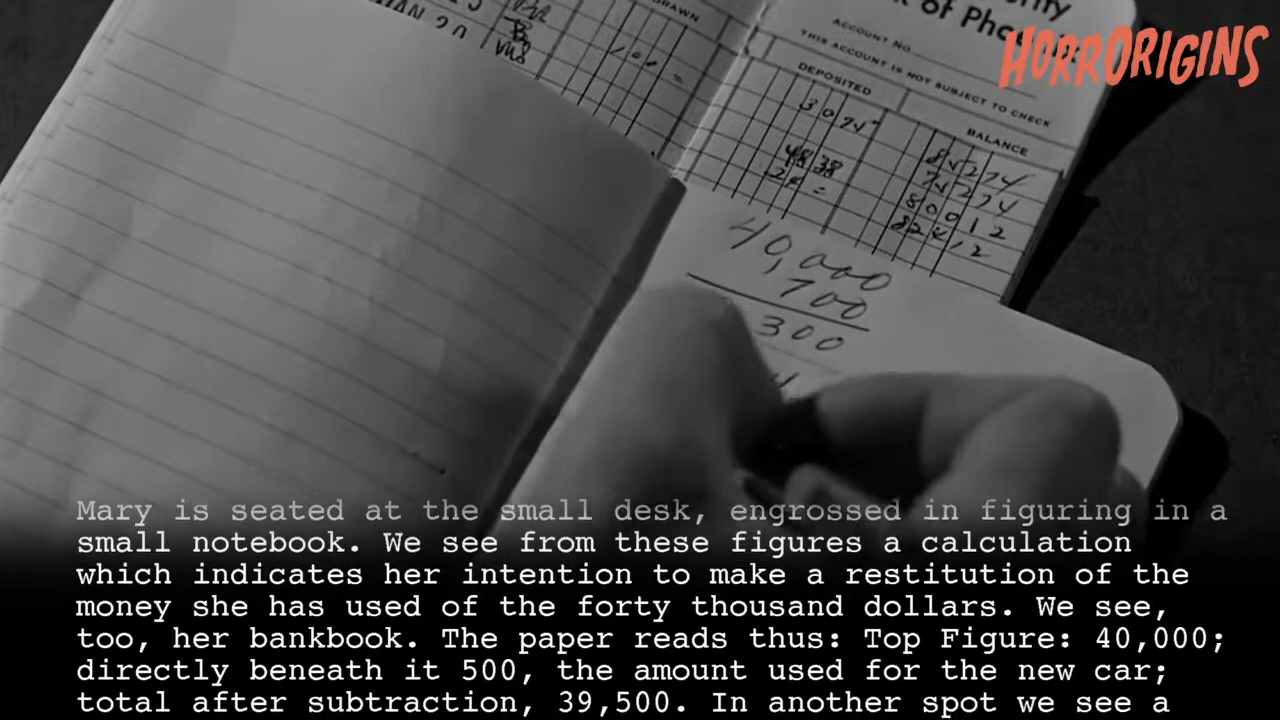 JAN 20
DRAWN
of Pho
HORRORIGINS
ACCOUNT No.
THIS ACCOUNT IS NOT SUBJECT TO CHECK
DEPOSITED
BALANCE
40,000
700
300
Mary is seated at the small desk, engrossed in figuring in a
small notebook. We see from these figures a calculation
which indicates her intention to make a restitution of the
money she has used of the forty thousand dollars. We see,
too, her bankbook. The paper reads thus: Top Figure: 40,000;
directly beneath it 500, the amount used for the new car;
total after subtraction, 39,500. In another spot we see a